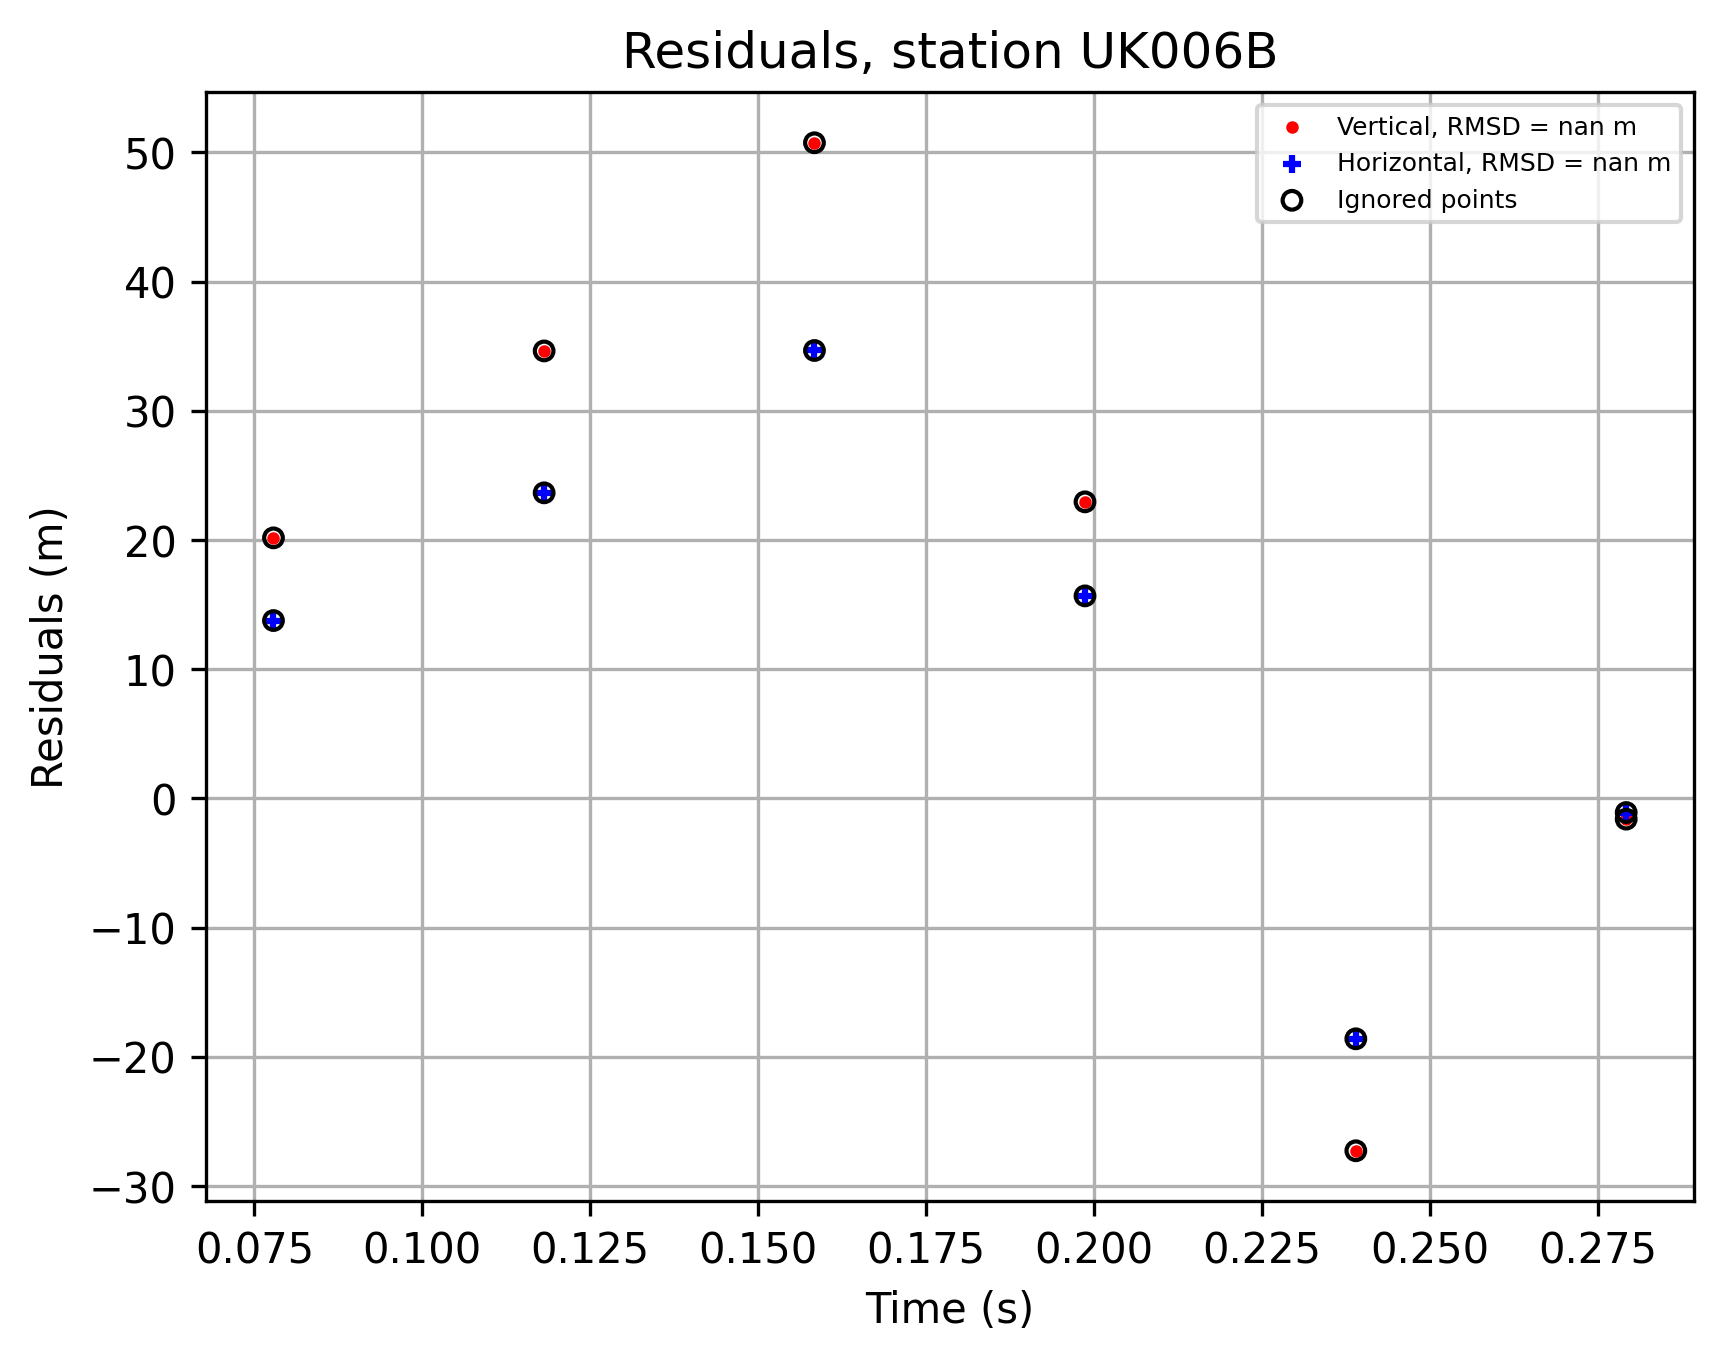 Residuals, station UK006B
Vertical, RMSD = nan m
Horizontal, RMSD = nan m
Ignored points
Residuals (m)
50
40
30
20
10
0
−10
−20
−30
0.075 0.100 0.125 0.150 0.175 0.200 0.225 0.250 0.275
Time (s)